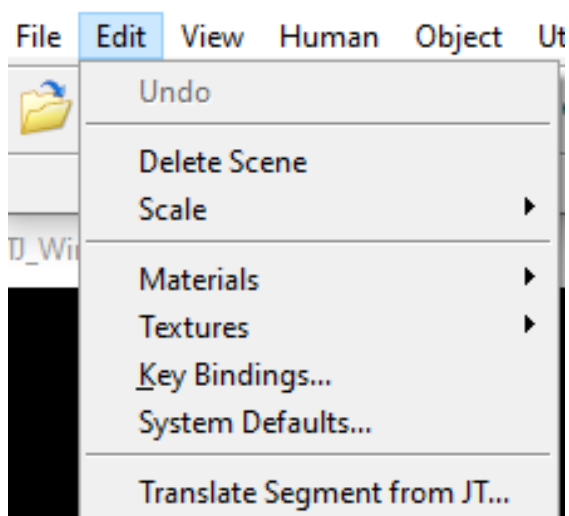 File Edit View Human Object Ut
Undo
Delete Scene
Scale
Materials
Textures
Key Bindings...
System Defaults...
Translate Segment from JT...